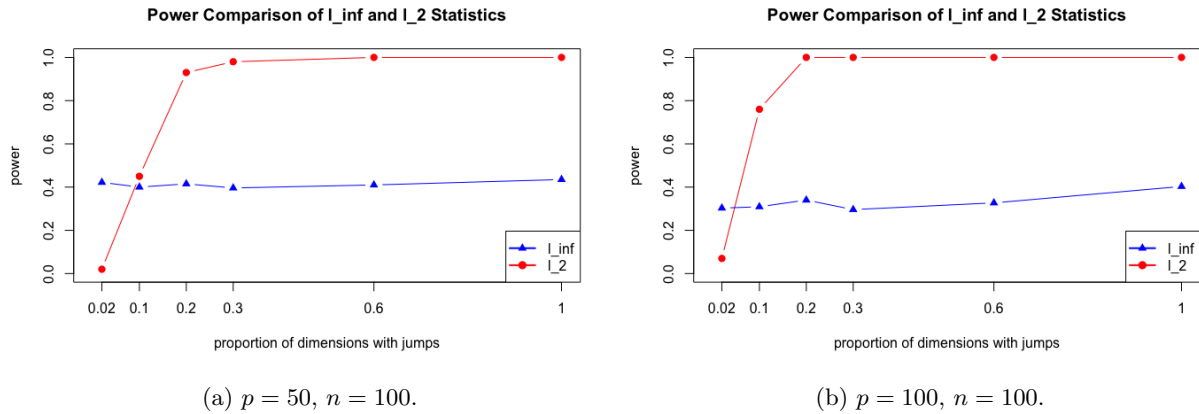 Power Comparison of l_inf and l_2 Statistics
power
1.0
0.8
0.6
0.4
0.2
0.0
l_inf
l_2
0.02 0.1 0.2 0.3 0.6 1
proportion of dimensions with jumps
(a) p = 50, n = 100.
Power Comparison of l_inf and l_2 Statistics
power
1.0
0.8
0.6
0.4
0.2
0.0
l_inf
l_2
0.02 0.1 0.2 0.3 0.6 1
proportion of dimensions with jumps
(b) p = 100, n = 100.